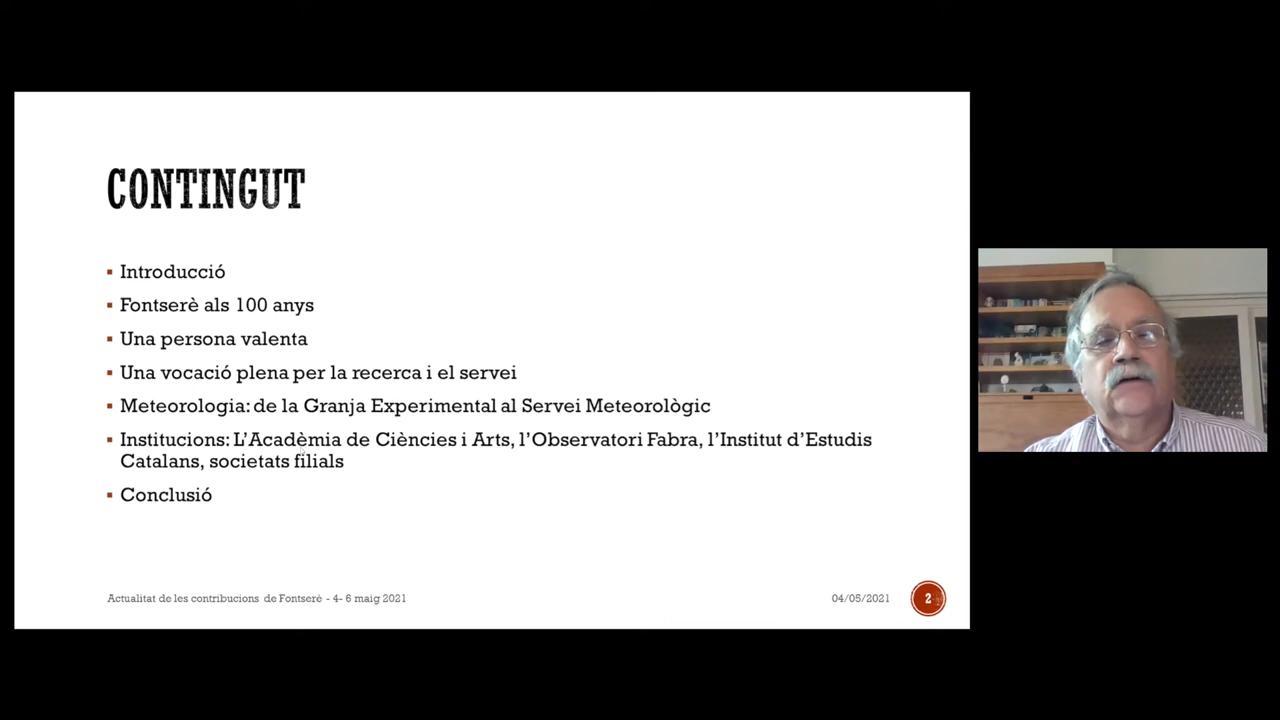 CONTINGUT
▪ Introducció
▪ Fontserè als 100 anys
▪ Una persona valenta
▪ Una vocació plena per la recerca i el servei
▪ Meteorologia: de la Granja Experimental al Servei Meteorològic
▪ Institucions: L'Acadèmia de Ciències i Arts, l'Observatori Fabra, l'Institut d'Estudis
Catalans, societats filials
▪ Conclusió
Actualitat de les contribucions de Fontserè - 4- 6 maig 2021
04/05/2021
2